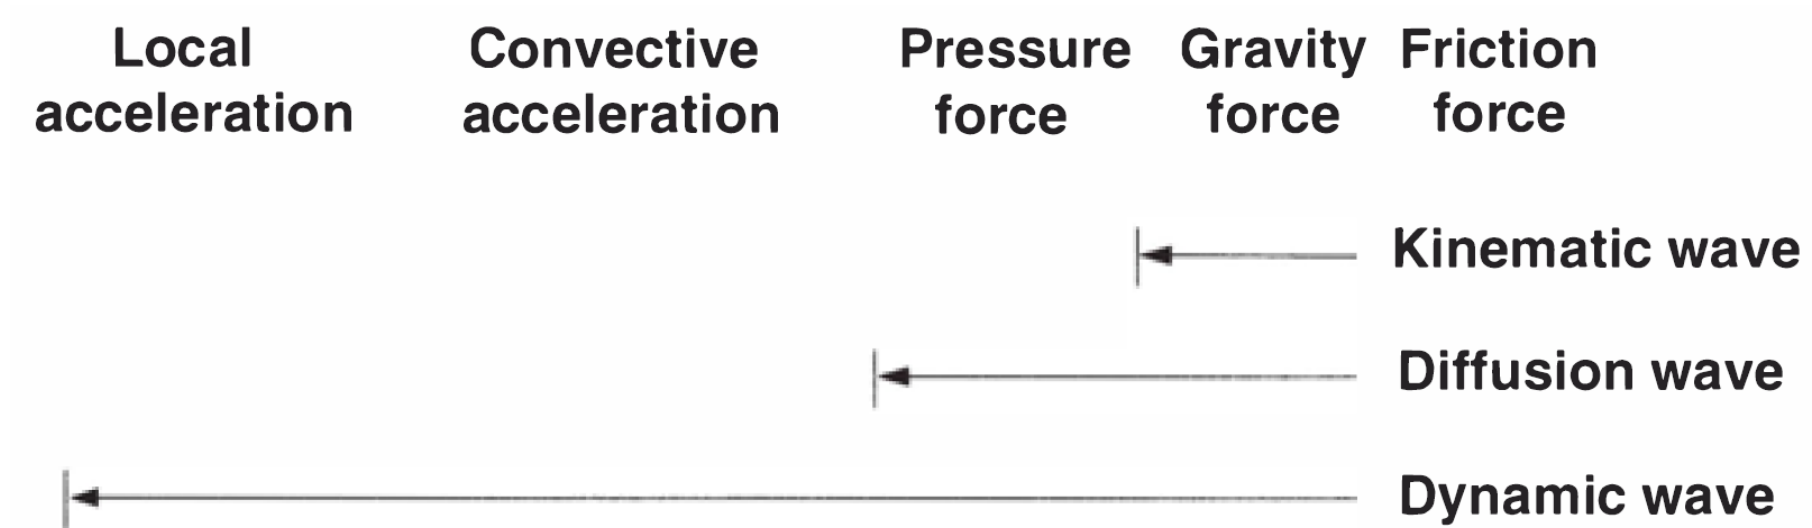 Local Convective Pressure Gravity Friction
acceleration acceleration force force force
Kinematic wave
Diffusion wave
Dynamic wave